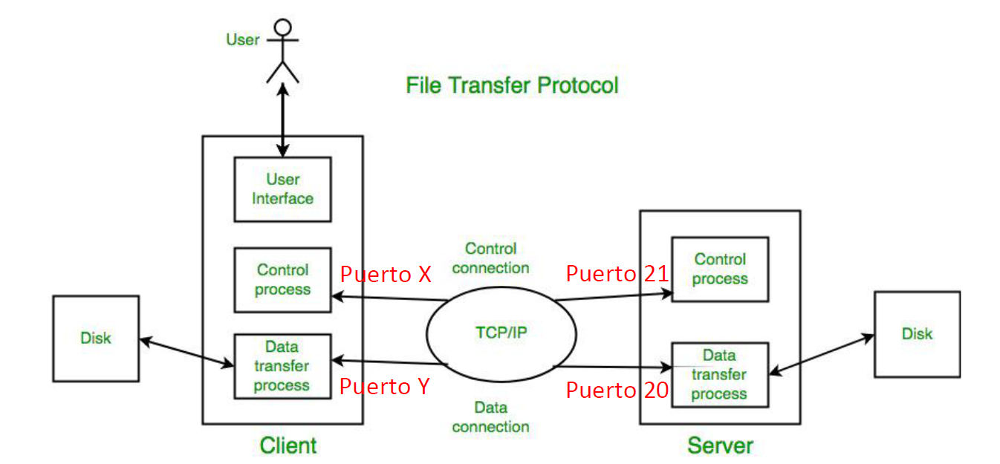 User
File Transfer Protocol
User
Interface
Control
process
Puerto X
Control
connection
Puerto 21
Control
process
Disk
TCP/IP
Disk
Data
transfer
process
Puerto Y
Data
connection
Puerto 20
Data
transfer
process
Client
Server